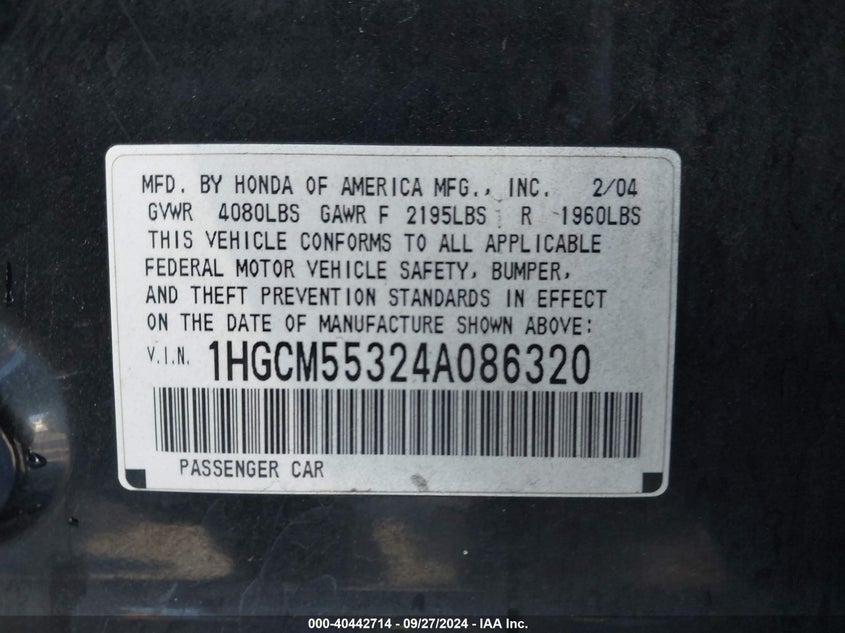 MFD. BY HONDA OF AMERICA MFG., INC. 2/04
GVWR 4080LBS GAWR F 2195LBS R 1960LBS
THIS VEHICLE CONFORMS TO ALL APPLICABLE
FEDERAL MOTOR VEHICLE SAFETY, BUMPER,
AND THEFT PREVENTION STANDARDS IN EFFECT
ON THE DATE OF MANUFACTURE SHOWN ABOVE:
V.I.N. 1HGCM55324A086320
PASSENGER CAR
000-40442714 - 09/27/2024 - IAA Inc.